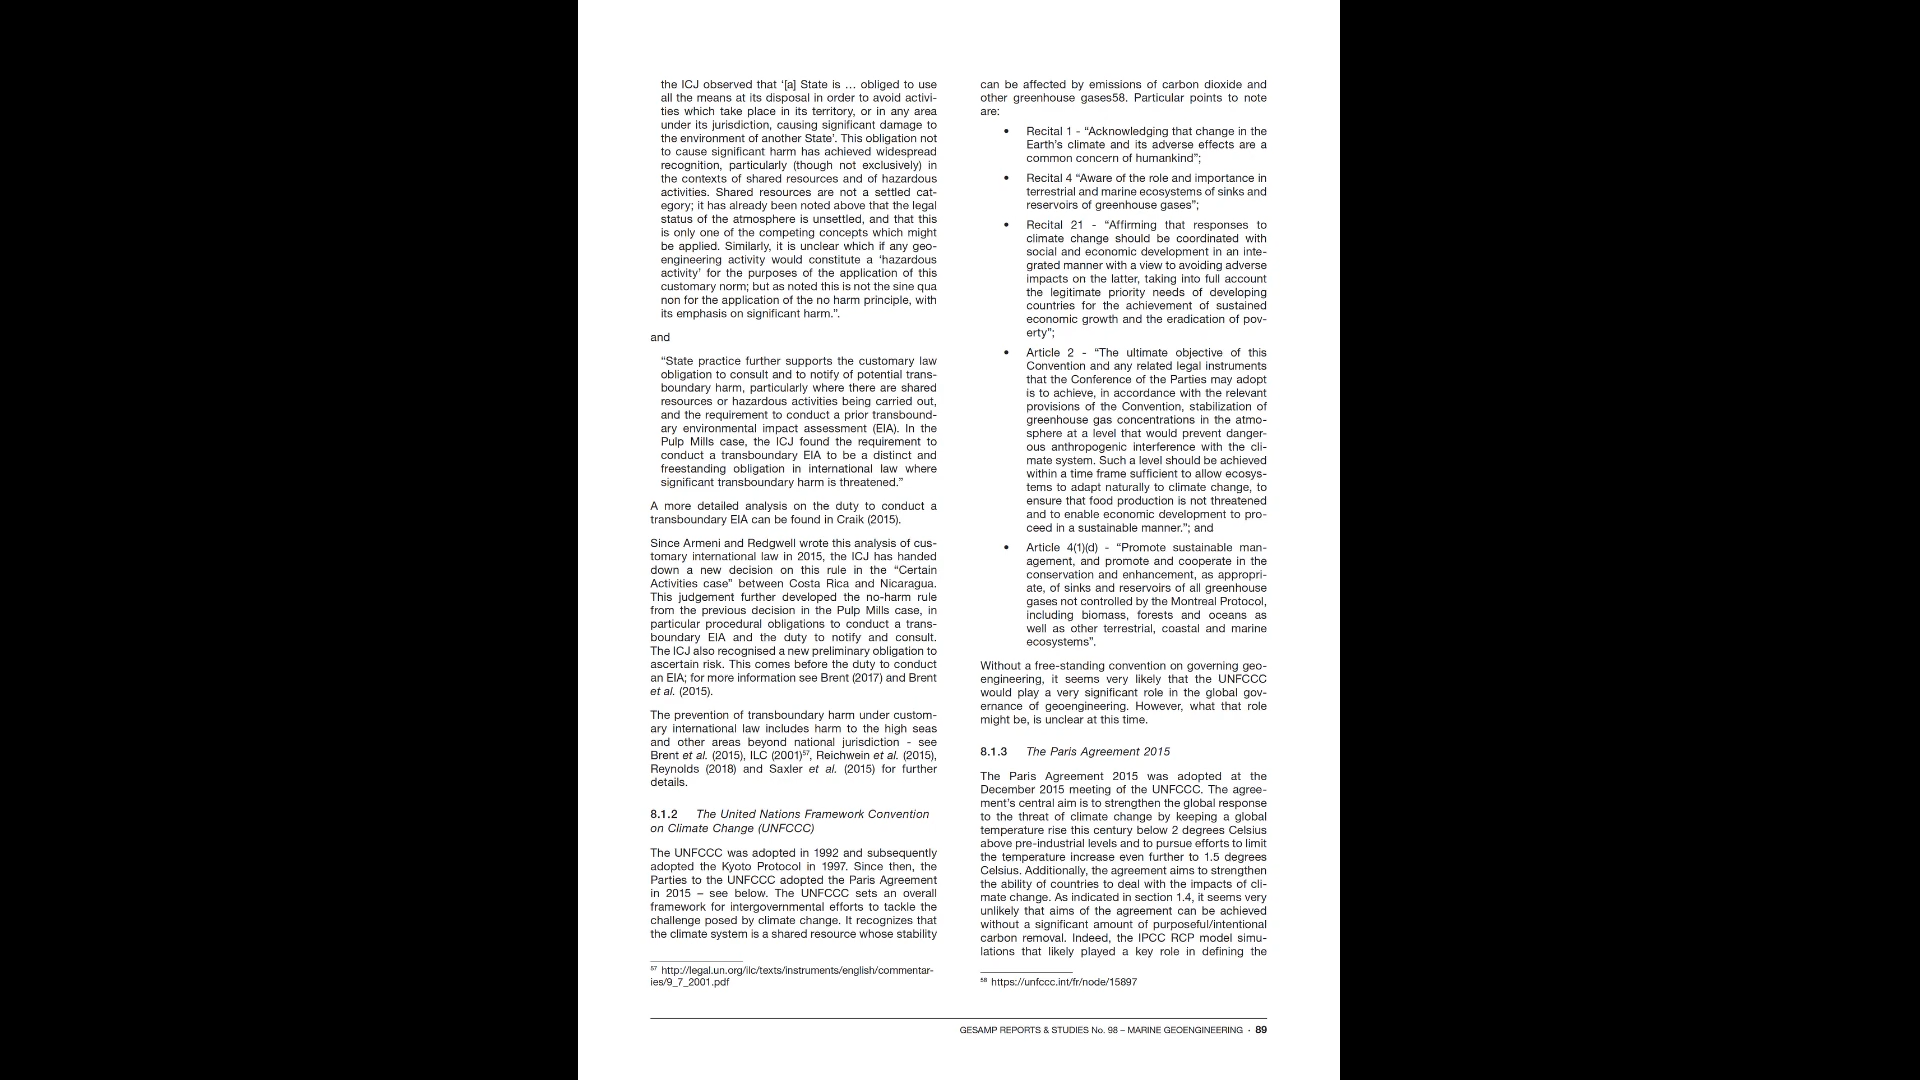 the ICJ observed that ‘[a] State is … obliged to use
all the means at its disposal in order to avoid activi-
ties which take place in its territory, or in any area
under its jurisdiction, causing significant damage to
the environment of another State’. This obligation not
to cause significant harm has achieved widespread
recognition, particularly (though not exclusively) in
the contexts of shared resources and of hazardous
activities. Shared resources are not a settled cat-
egory; it has already been noted above that the legal
status of the atmosphere is unsettled, and that this
is only one of the competing concepts which might
be applied. Similarly, it is unclear which if any geo-
engineering activity would constitute a ‘hazardous
activity’ for the purposes of the application of this
customary norm; but as noted this is not the sine qua
non for the application of the no harm principle, with
its emphasis on significant harm.”.
and
“State practice further supports the customary law
obligation to consult and to notify of potential trans-
boundary harm, particularly where there are shared
resources or hazardous activities being carried out,
and the requirement to conduct a prior transbound-
ary environmental impact assessment (EIA). In the
Pulp Mills case, the ICJ found the requirement to
conduct a transboundary EIA to be a distinct and
freestanding obligation in international law where
significant transboundary harm is threatened.”
A more detailed analysis on the duty to conduct a
transboundary EIA can be found in Craik (2015).
Since Armeni and Redgwell wrote this analysis of cus-
tomary international law in 2015, the ICJ has handed
down a new decision on this rule in the “Certain
Activities case” between Costa Rica and Nicaragua.
This judgement further developed the no-harm rule
from the previous decision in the Pulp Mills case, in
particular procedural obligations to conduct a trans-
boundary EIA and the duty to notify and consult.
The ICJ also recognised a new preliminary obligation to
ascertain risk. This comes before the duty to conduct
an EIA; for more information see Brent (2017) and Brent
et al. (2015).
The prevention of transboundary harm under custom-
ary international law includes harm to the high seas
and other areas beyond national jurisdiction - see
Brent et al. (2015), ILC (2001)57, Reichwein et al. (2015),
Reynolds (2018) and Saxler et al. (2015) for further
details.
8.1.2 The United Nations Framework Convention
on Climate Change (UNFCCC)
The UNFCCC was adopted in 1992 and subsequently
adopted the Kyoto Protocol in 1997. Since then, the
Parties to the UNFCCC adopted the Paris Agreement
in 2015 – see below. The UNFCCC sets an overall
framework for intergovernmental efforts to tackle the
challenge posed by climate change. It recognizes that
the climate system is a shared resource whose stability
57 http://legal.un.org/ilc/texts/instruments/english/commentar-
ies/9_7_2001.pdf
can be affected by emissions of carbon dioxide and
other greenhouse gases58. Particular points to note
are:
• Recital 1 - “Acknowledging that change in the
Earth’s climate and its adverse effects are a
common concern of humankind”;
• Recital 4 “Aware of the role and importance in
terrestrial and marine ecosystems of sinks and
reservoirs of greenhouse gases”;
• Recital 21 - “Affirming that responses to
climate change should be coordinated with
social and economic development in an inte-
grated manner with a view to avoiding adverse
impacts on the latter, taking into full account
the legitimate priority needs of developing
countries for the achievement of sustained
economic growth and the eradication of pov-
erty”;
• Article 2 - “The ultimate objective of this
Convention and any related legal instruments
that the Conference of the Parties may adopt
is to achieve, in accordance with the relevant
provisions of the Convention, stabilization of
greenhouse gas concentrations in the atmo-
sphere at a level that would prevent danger-
ous anthropogenic interference with the cli-
mate system. Such a level should be achieved
within a time frame sufficient to allow ecosys-
tems to adapt naturally to climate change, to
ensure that food production is not threatened
and to enable economic development to pro-
ceed in a sustainable manner.”; and
• Article 4(1)(d) - “Promote sustainable man-
agement, and promote and cooperate in the
conservation and enhancement, as appropri-
ate, of sinks and reservoirs of all greenhouse
gases not controlled by the Montreal Protocol,
including biomass, forests and oceans as
well as other terrestrial, coastal and marine
ecosystems”.
Without a free-standing convention on governing geo-
engineering, it seems very likely that the UNFCCC
would play a very significant role in the global gov-
ernance of geoengineering. However, what that role
might be, is unclear at this time.
8.1.3 The Paris Agreement 2015
The Paris Agreement 2015 was adopted at the
December 2015 meeting of the UNFCCC. The agree-
ment’s central aim is to strengthen the global response
to the threat of climate change by keeping a global
temperature rise this century below 2 degrees Celsius
above pre-industrial levels and to pursue efforts to limit
the temperature increase even further to 1.5 degrees
Celsius. Additionally, the agreement aims to strengthen
the ability of countries to deal with the impacts of cli-
mate change. As indicated in section 1.4, it seems very
unlikely that aims of the agreement can be achieved
without a significant amount of purposeful/intentional
carbon removal. Indeed, the IPCC RCP model simu-
lations that likely played a key role in defining the
58 https://unfccc.int/fr/node/15897
GESAMP REPORTS & STUDIES No. 98 – MARINE GEOENGINEERING · 89